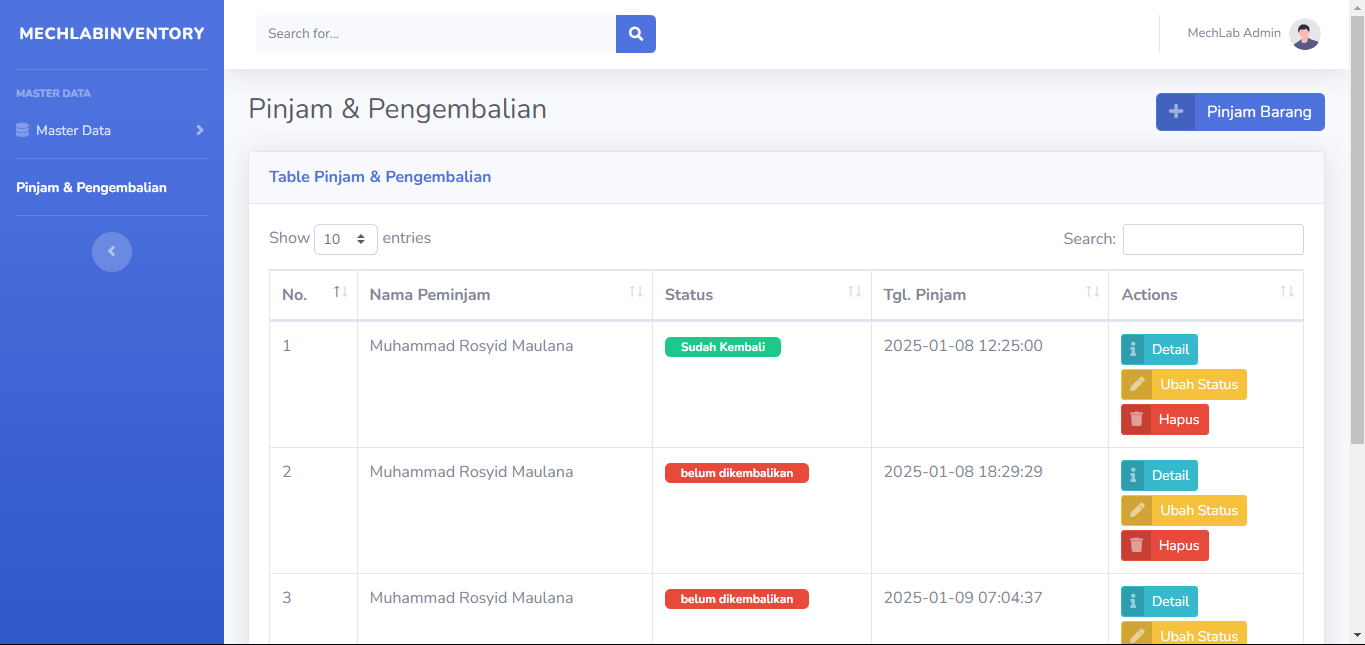 MECHLABINVENTORY
Search for...
MechLab Admin
MASTER DATA
Master Data
Pinjam & Pengembalian
Pinjam & Pengembalian
Pinjam Barang
Table Pinjam & Pengembalian
Show 10 entries
Search:
No. Nama Peminjam Status Tgl. Pinjam Actions
1 Muhammad Rosyid Maulana Sudah Kembali 2025-01-08 12:25:00 Detail
Ubah Status
Hapus
2 Muhammad Rosyid Maulana belum dikembalikan 2025-01-08 18:29:29 Detail
Ubah Status
Hapus
3 Muhammad Rosyid Maulana belum dikembalikan 2025-01-09 07:04:37 Detail
Ubah Status